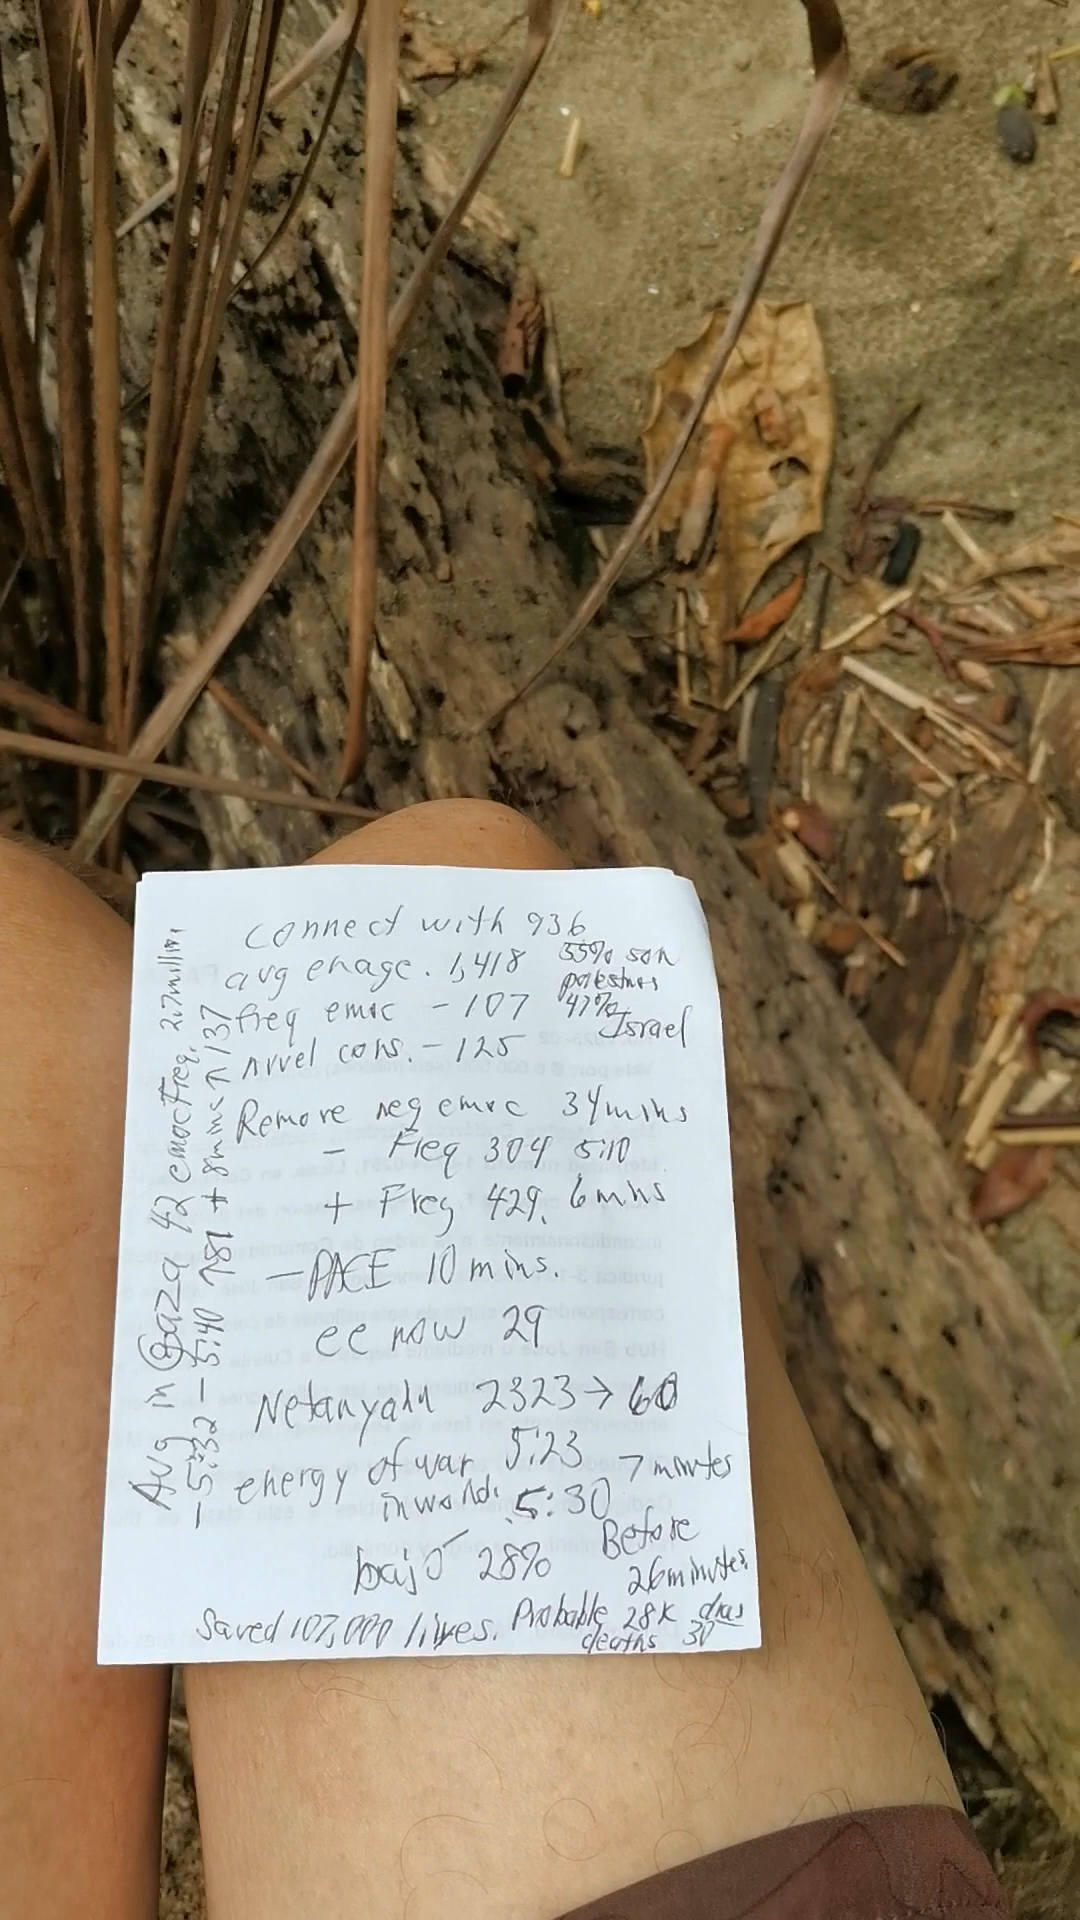 connect with 936
avg enage. 1,418 55% son
palestinos
freq emoc - 107 47%
Israel
nivel cons. - 125
Remove neg emoc 34 mins
- Freq 304 5:10
+ Freq 429. 6 mins
- PACE 10 mins.
ee now 29
Netanyahu 2323 → 60
energy of war 5:23 7 minutes
in world. 5:30
bajó 28% Before
26 minutes.
Saved 107,000 lives. Probable 28K
deaths 30 dias
Avg in Gaza 42 emoc freq. 2.7 million
- 5:32 - 5:40 781 + 8 mins 137